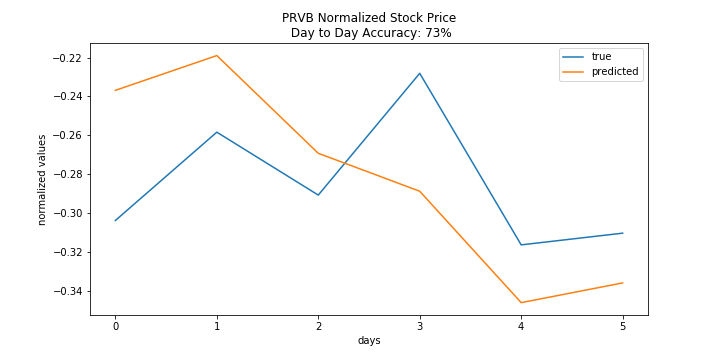 PRVB Normalized Stock Price
Day to Day Accuracy: 73%
true
predicted
normalized values
−0.22
−0.24
−0.26
−0.28
−0.30
−0.32
−0.34
0 1 2 3 4 5
days